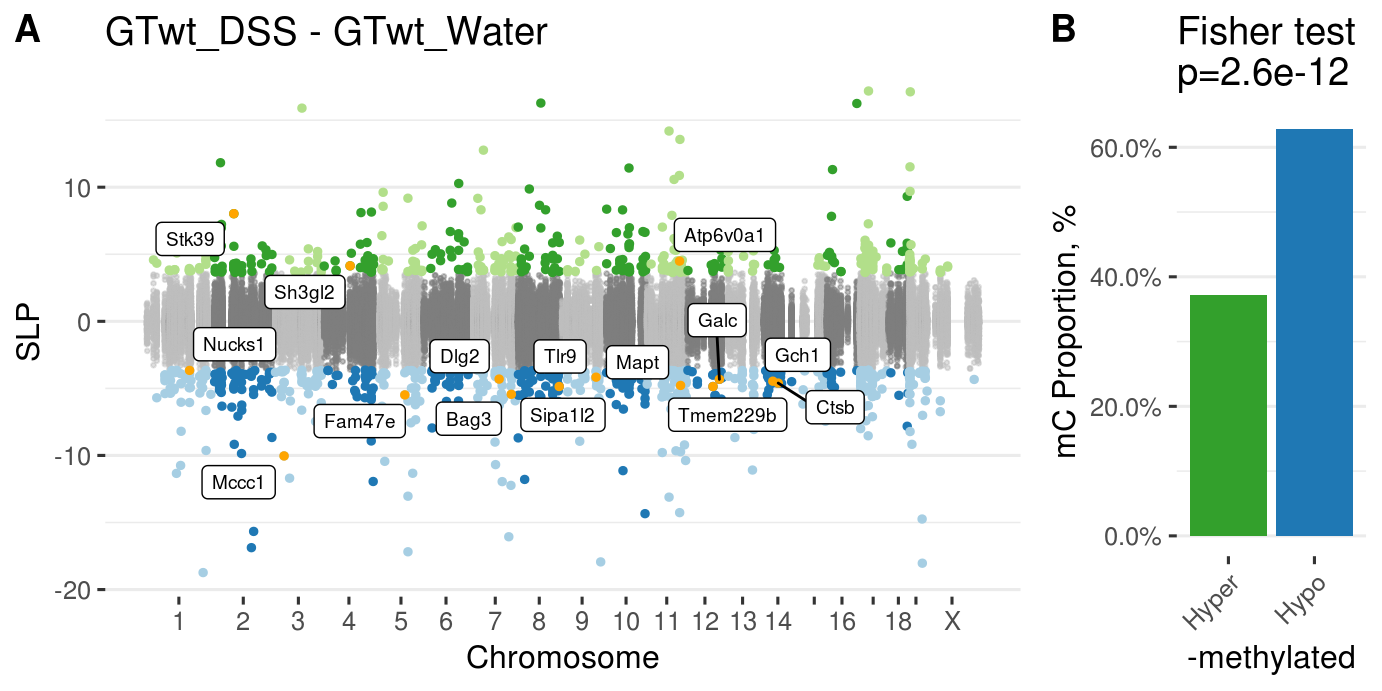 A
GTwt_DSS - GTwt_Water
SLP
10
0
-10
-20
Stk39
Sh3gl2
Atp6v0a1
Nucks1
Galc
Dlg2
Tlr9
Mapt
Gch1
Fam47e
Bag3
Sipa1l2
Tmem229b
Ctsb
Mccc1
1 2 3 4 5 6 7 8 9 10 11 12 13 14 16 18 X
Chromosome
B
Fisher test
p=2.6e-12
mC Proportion, %
60.0%
40.0%
20.0%
0.0%
Hyper
Hypo
-methylated